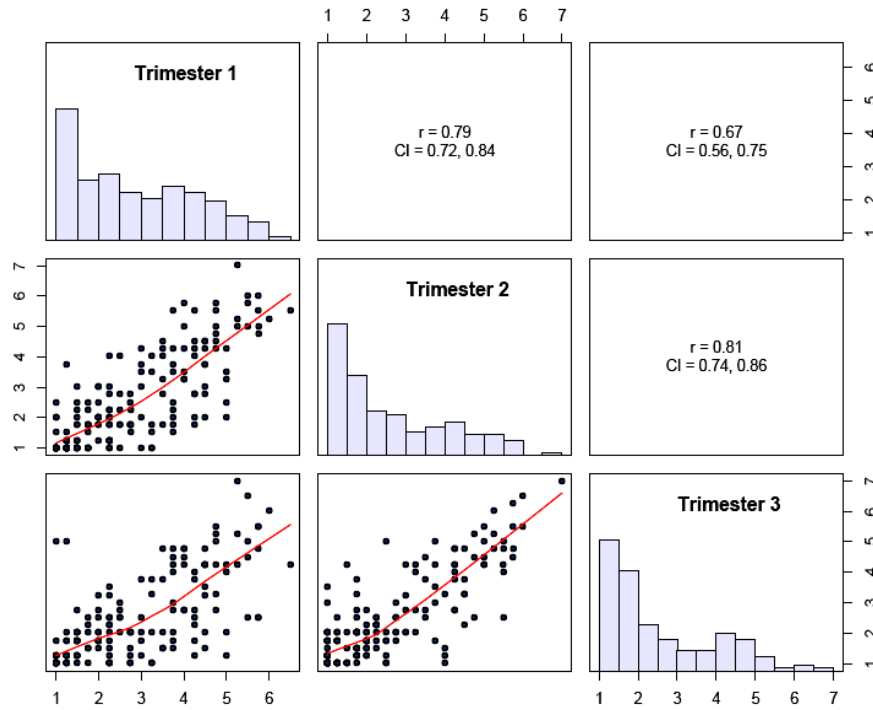 1 2 3 4 5 6 7
Trimester 1
r = 0.79
CI = 0.72, 0.84
r = 0.67
CI = 0.56, 0.75
6
5
4
3
2
1
7
6
5
4
3
2
1
Trimester 2
r = 0.81
CI = 0.74, 0.86
Trimester 3
7
6
5
4
3
2
1
1 2 3 4 5 6
1 2 3 4 5 6 7